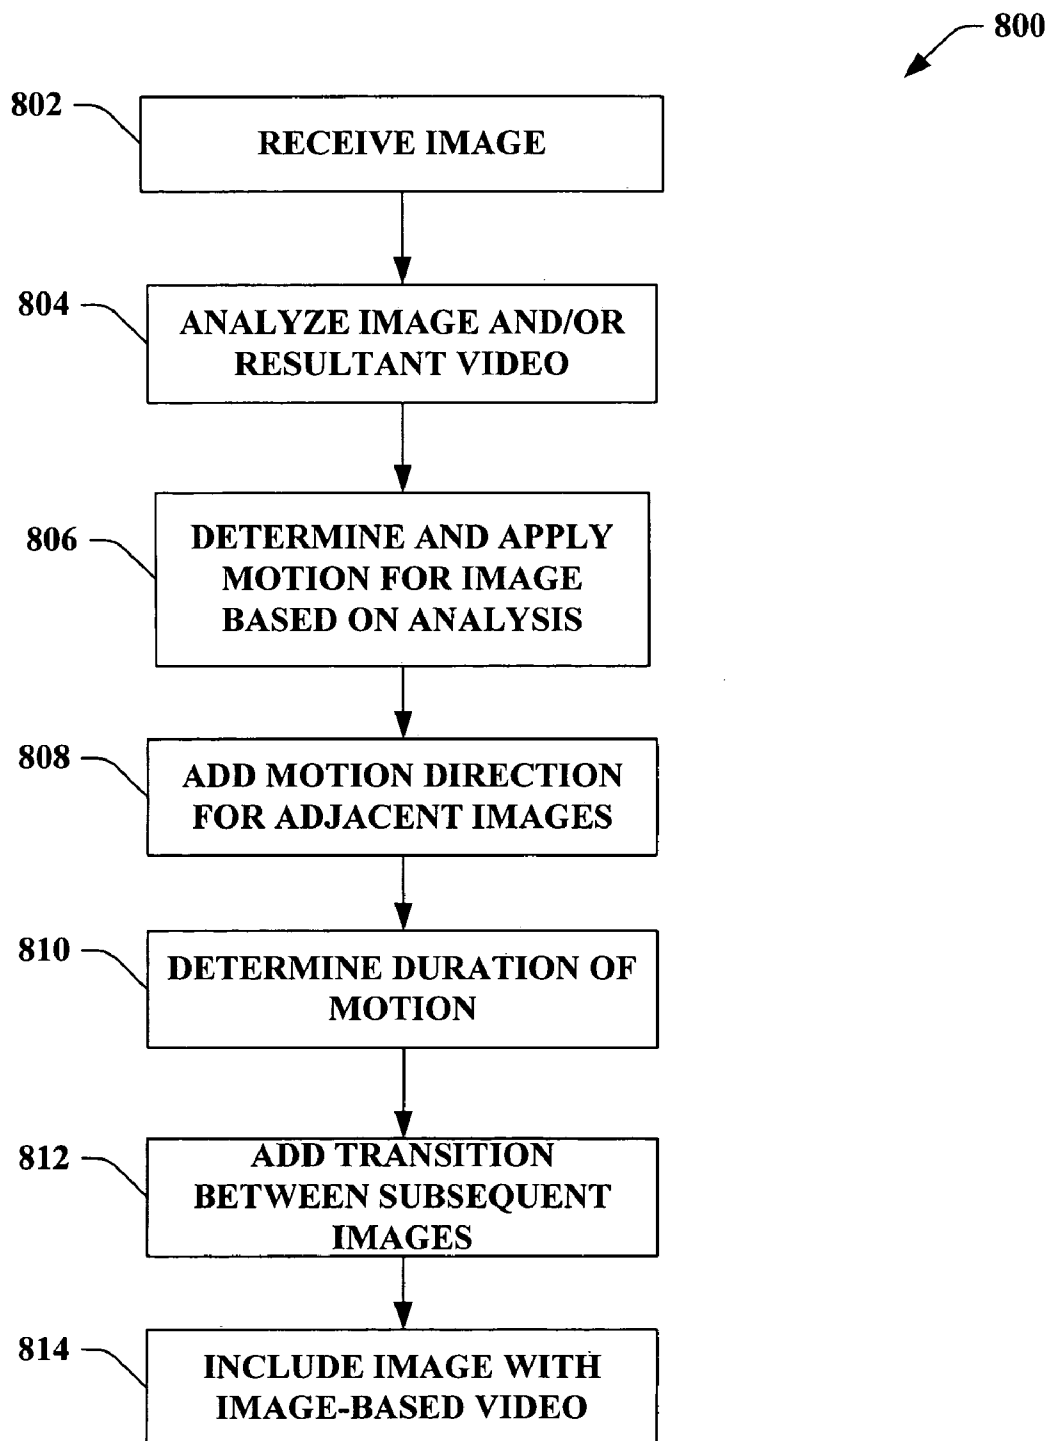 800
802
RECEIVE IMAGE
804
ANALYZE IMAGE AND/OR
RESULTANT VIDEO
806
DETERMINE AND APPLY
MOTION FOR IMAGE
BASED ON ANALYSIS
808
ADD MOTION DIRECTION
FOR ADJACENT IMAGES
810
DETERMINE DURATION OF
MOTION
812
ADD TRANSITION
BETWEEN SUBSEQUENT
IMAGES
814
INCLUDE IMAGE WITH
IMAGE-BASED VIDEO